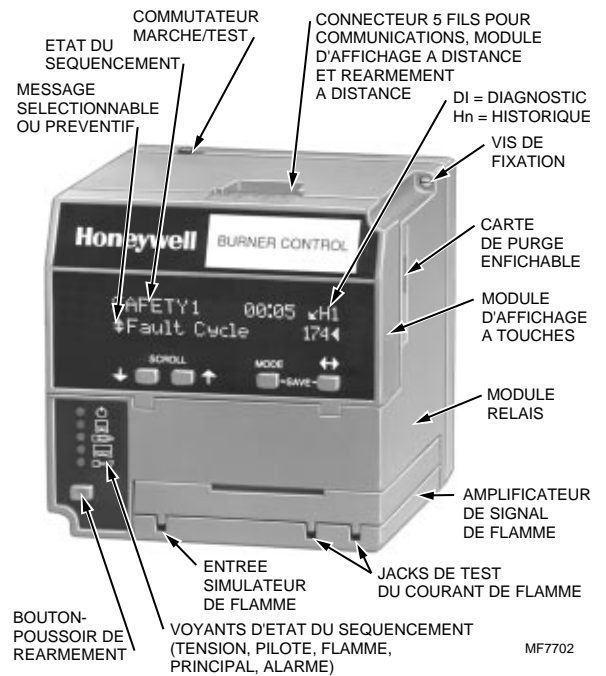 COMMUTATEUR
MARCHE/TEST
CONNECTEUR 5 FILS POUR
COMMUNICATIONS, MODULE
D'AFFICHAGE A DISTANCE
ET REARMEMENT
A DISTANCE
ETAT DU
SEQUENCEMENT
MESSAGE
SELECTIONNABLE
OU PREVENTIF
DI = DIAGNOSTIC
Hn = HISTORIQUE
VIS DE
FIXATION
CARTE
DE PURGE
ENFICHABLE
MODULE
D'AFFICHAGE
A TOUCHES
MODULE
RELAIS
AMPLIFICATEUR
DE SIGNAL
DE FLAMME
Honeywell
BURNER CONTROL
SAFETY1 00:05 H1
Fault Cycle 174
SCROLL
MODE
-SAVE-
ENTREE
SIMULATEUR
DE FLAMME
JACKS DE TEST
DU COURANT DE FLAMME
BOUTON-
POUSSOIR DE
REARMEMENT
VOYANTS D'ETAT DU SEQUENCEMENT
(TENSION, PILOTE, FLAMME,
PRINCIPAL, ALARME)
MF7702